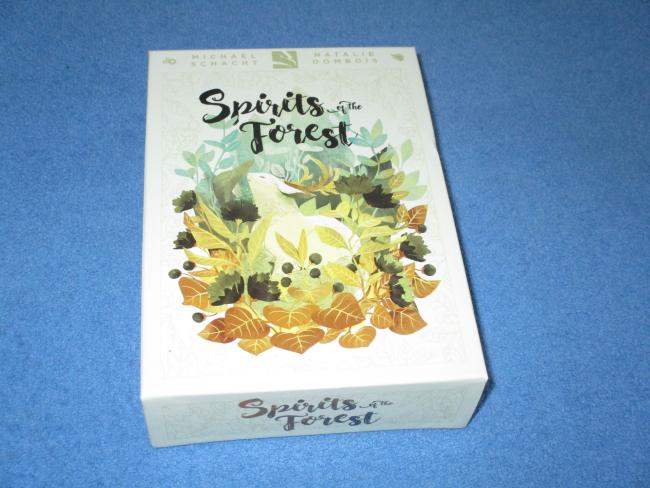 MICHAEL
SCHACHT
NATALIE
DOMBOIS
Spirits of the
Forest
Spirits of the
Forest